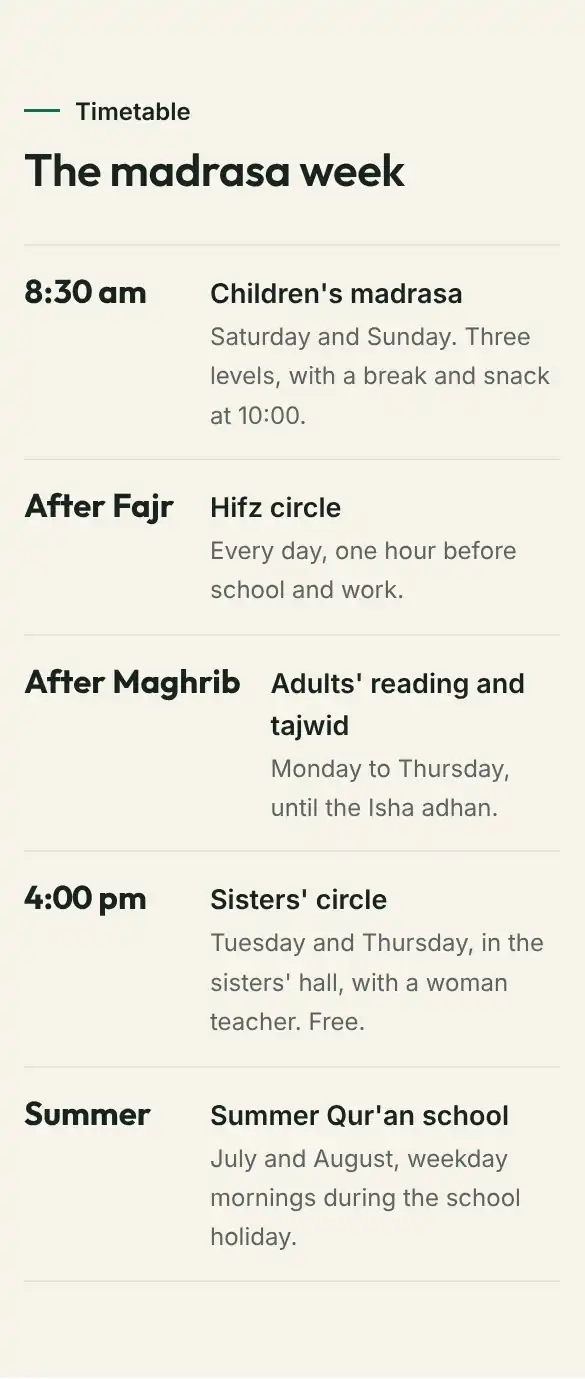 Timetable
The madrasa week
8:30 am
Children's madrasa
Saturday and Sunday. Three
levels, with a break and snack
at 10:00.
After Fajr
Hifz circle
Every day, one hour before
school and work.
After Maghrib
Adults' reading and
tajwid
Monday to Thursday,
until the Isha adhan.
4:00 pm
Sisters' circle
Tuesday and Thursday, in the
sisters' hall, with a woman
teacher. Free.
Summer
Summer Qur'an school
July and August, weekday
mornings during the school
holiday.